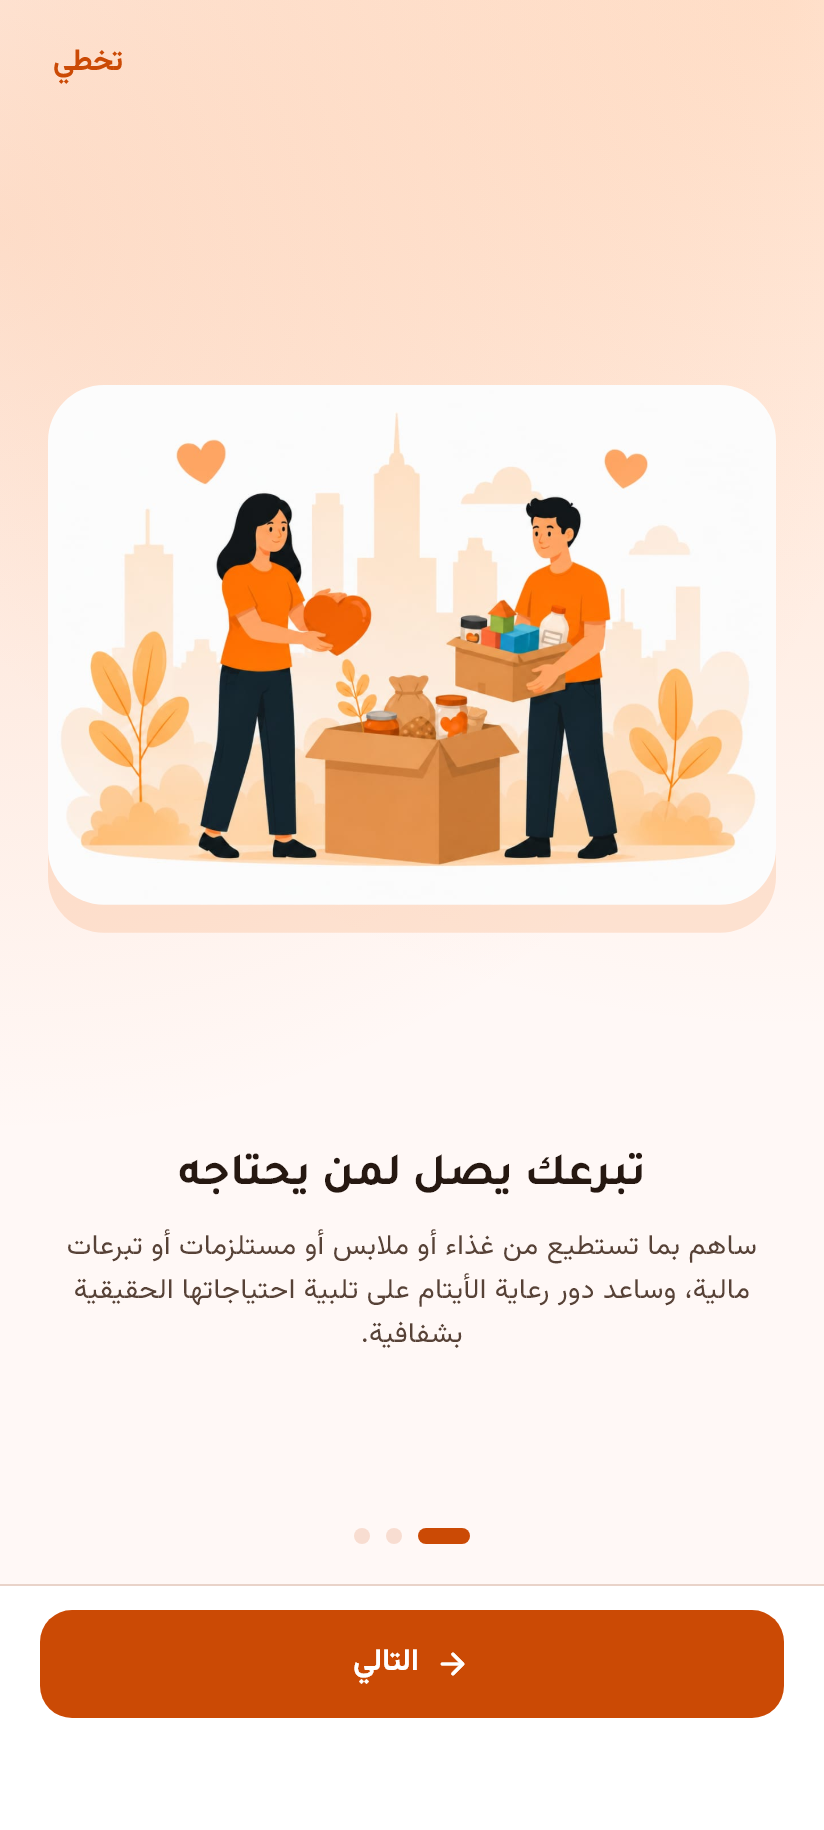 تخطي
تبرعك يصل لمن يحتاجه
ساهم بما تستطيع من غذاء أو ملابس أو مستلزمات أو تبرعات
مالية، وساعد دور رعاية الأيتام على تلبية احتياجاتها الحقيقية
بشفافية.
التالي